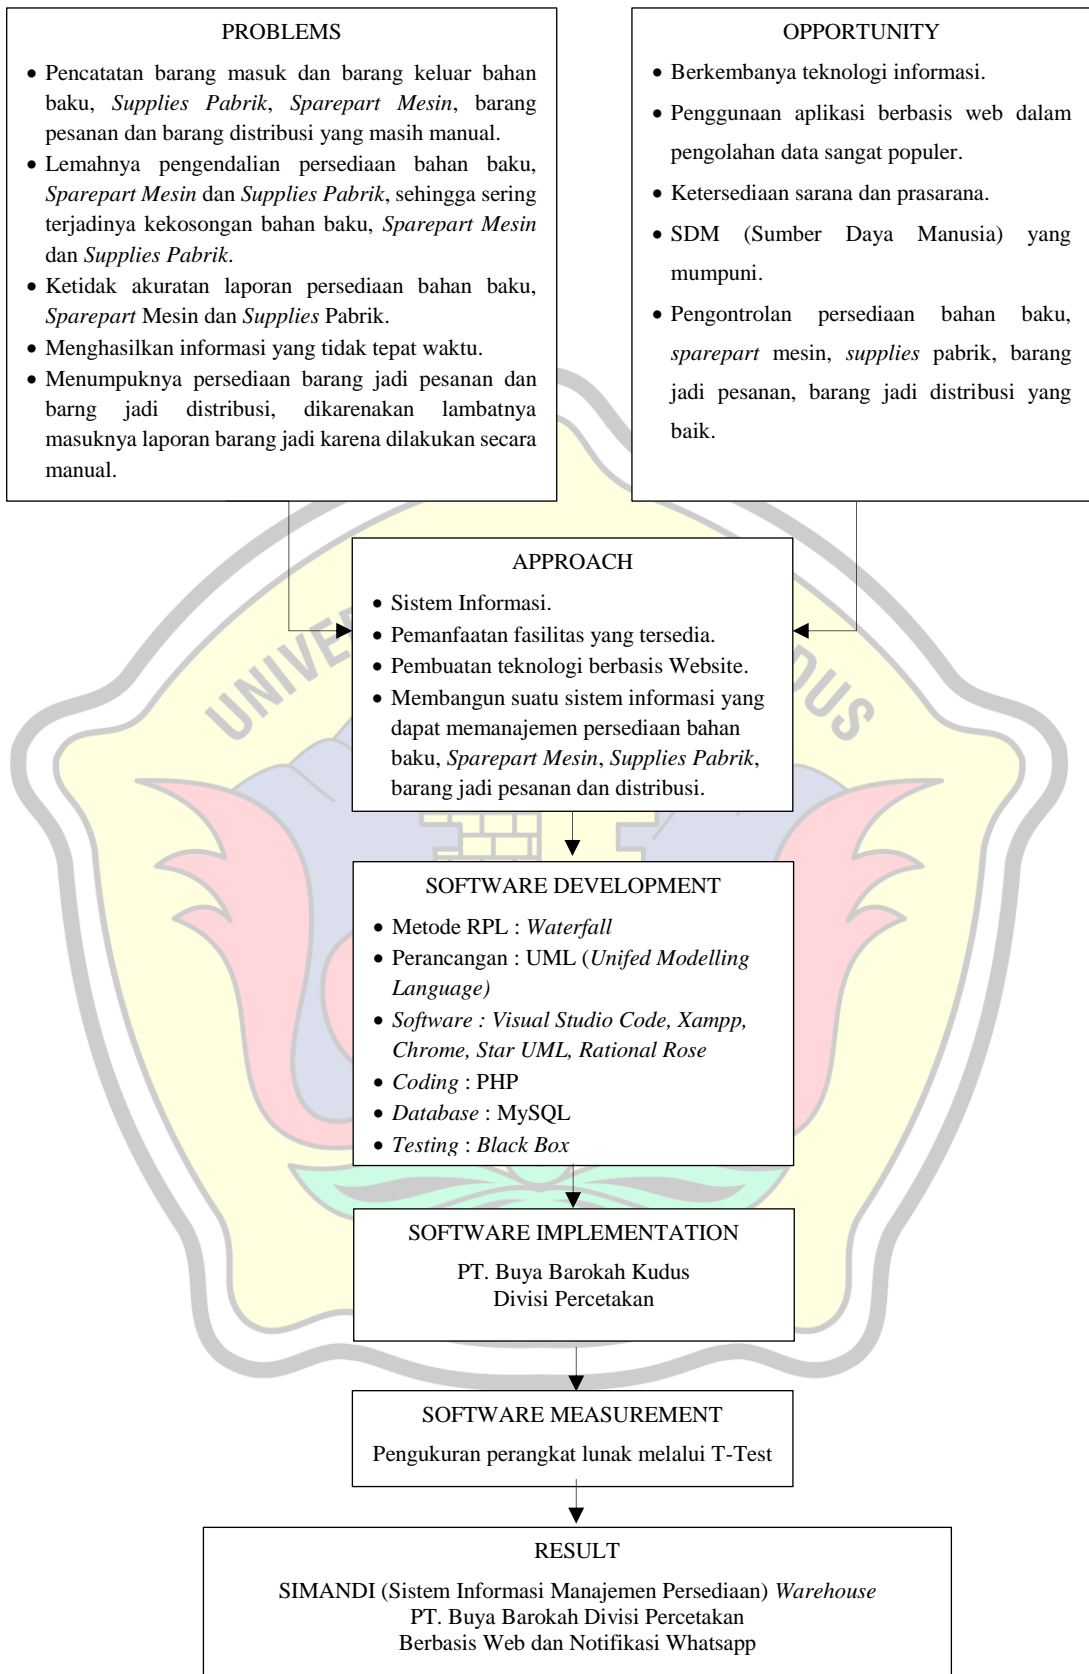 PROBLEMS
• Pencatatan barang masuk dan barang keluar bahan
baku, Supplies Pabrik, Sparepart Mesin, barang
pesanan dan barang distribusi yang masih manual.
• Lemahnya pengendalian persediaan bahan baku,
Sparepart Mesin dan Supplies Pabrik, sehingga sering
terjadinya kekosongan bahan baku, Sparepart Mesin
dan Supplies Pabrik.
• Ketidak akuratan laporan persediaan bahan baku,
Sparepart Mesin dan Supplies Pabrik.
• Menghasilkan informasi yang tidak tepat waktu.
• Menumpuknya persediaan barang jadi pesanan dan
barng jadi distribusi, dikarenakan lambatnya
masuknya laporan barang jadi karena dilakukan secara
manual.
OPPORTUNITY
• Berkembanya teknologi informasi.
• Penggunaan aplikasi berbasis web dalam
pengolahan data sangat populer.
• Ketersediaan sarana dan prasarana.
• SDM (Sumber Daya Manusia) yang
mumpuni.
• Pengontrolan persediaan bahan baku,
sparepart mesin, supplies pabrik, barang
jadi pesanan, barang jadi distribusi yang
baik.
APPROACH
• Sistem Informasi.
• Pemanfaatan fasilitas yang tersedia.
• Pembuatan teknologi berbasis Website.
• Membangun suatu sistem informasi yang
dapat memanajemen persediaan bahan
baku, Sparepart Mesin, Supplies Pabrik,
barang jadi pesanan dan distribusi.
SOFTWARE DEVELOPMENT
• Metode RPL : Waterfall
• Perancangan : UML (Unifed Modelling
Language)
• Software : Visual Studio Code, Xampp,
Chrome, Star UML, Rational Rose
• Coding : PHP
• Database : MySQL
• Testing : Black Box
SOFTWARE IMPLEMENTATION
PT. Buya Barokah Kudus
Divisi Percetakan
SOFTWARE MEASUREMENT
Pengukuran perangkat lunak melalui T-Test
RESULT
SIMANDI (Sistem Informasi Manajemen Persediaan) Warehouse
PT. Buya Barokah Divisi Percetakan
Berbasis Web dan Notifikasi Whatsapp